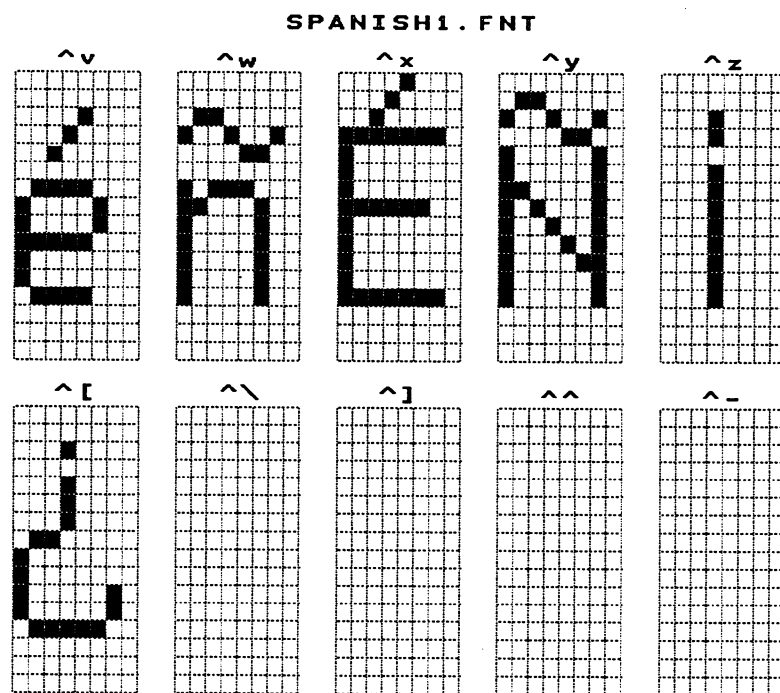 SPANISH1.FNT
^v ^w ^x ^y ^z
é ñ É Ñ ¡
^[ ^\ ^] ^^ ^_
¿